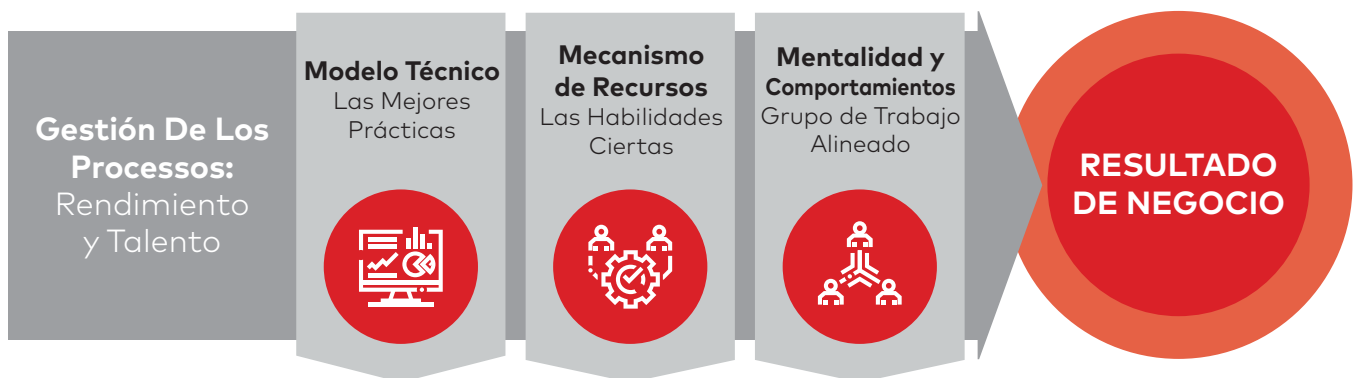 Gestión De Los
Processos:
Rendimiento
y Talento
Modelo Técnico
Las Mejores
Prácticas
Mecanismo
de Recursos
Las Habilidades
Ciertas
Mentalidad y
Comportamientos
Grupo de Trabajo
Alineado
RESULTADO
DE NEGOCIO